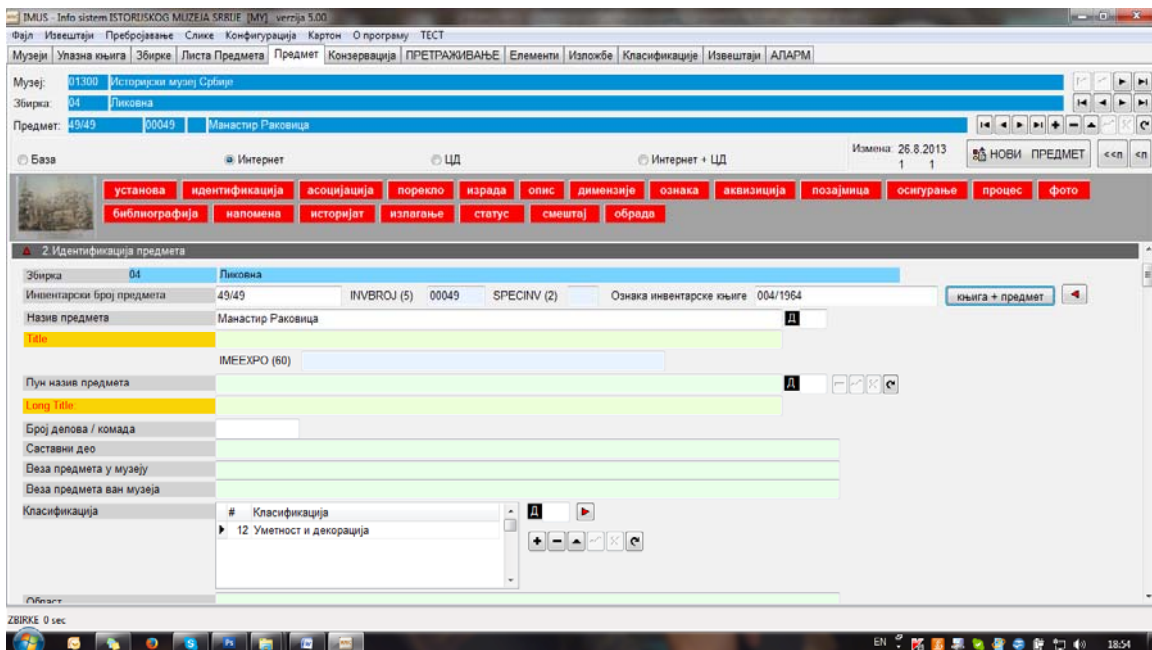 IMUS - Info sistem ISTORIJSKOG MUZEJA SRBIJE [MY] verzija 5.00
Фајл Извештаји Пребројавање Слике Конфигурација Картон О програму ТЕСТ
Музеји Улазна књига Збирке Листа Предмета Предмет Конзервација ПРЕТРАЖИВАЊЕ Елементи Изложбе Класификације Извештаји АЛАРМ
Музеј: 01300 Историјски музеј Србије
Збирка: 04 Ликовна
Предмет: 49/49 00049 Манастир Раковица
База Интернет ЦД Интернет + ЦД Измена: 26.8.2013 НОВИ ПРЕДМЕТ <<п <п
1 1
установа идентификација асоцијација порекло израда опис димензије ознака аквизиција позајмица осигурање процес фото
библиографија напомена историјат излагање статус смештај обрада
2.Идентификација предмета
Збирка 04 Ликовна
Инвентарски број предмета 49/49 INVBROJ (5) 00049 SPECINV (2) Ознака инвентарске књиге 004/1964 књига + предмет
Назив предмета Манастир Раковица Д
Title
IMEEXPO (60)
Пун назив предмета Д
Long Title:
Број делова / комада
Саставни део
Веза предмета у музеју
Веза предмета ван музеја
Класификација # Класификација Д
12 Уметност и декорација
Област
ZBIRKE 0 sec
EN 18:54